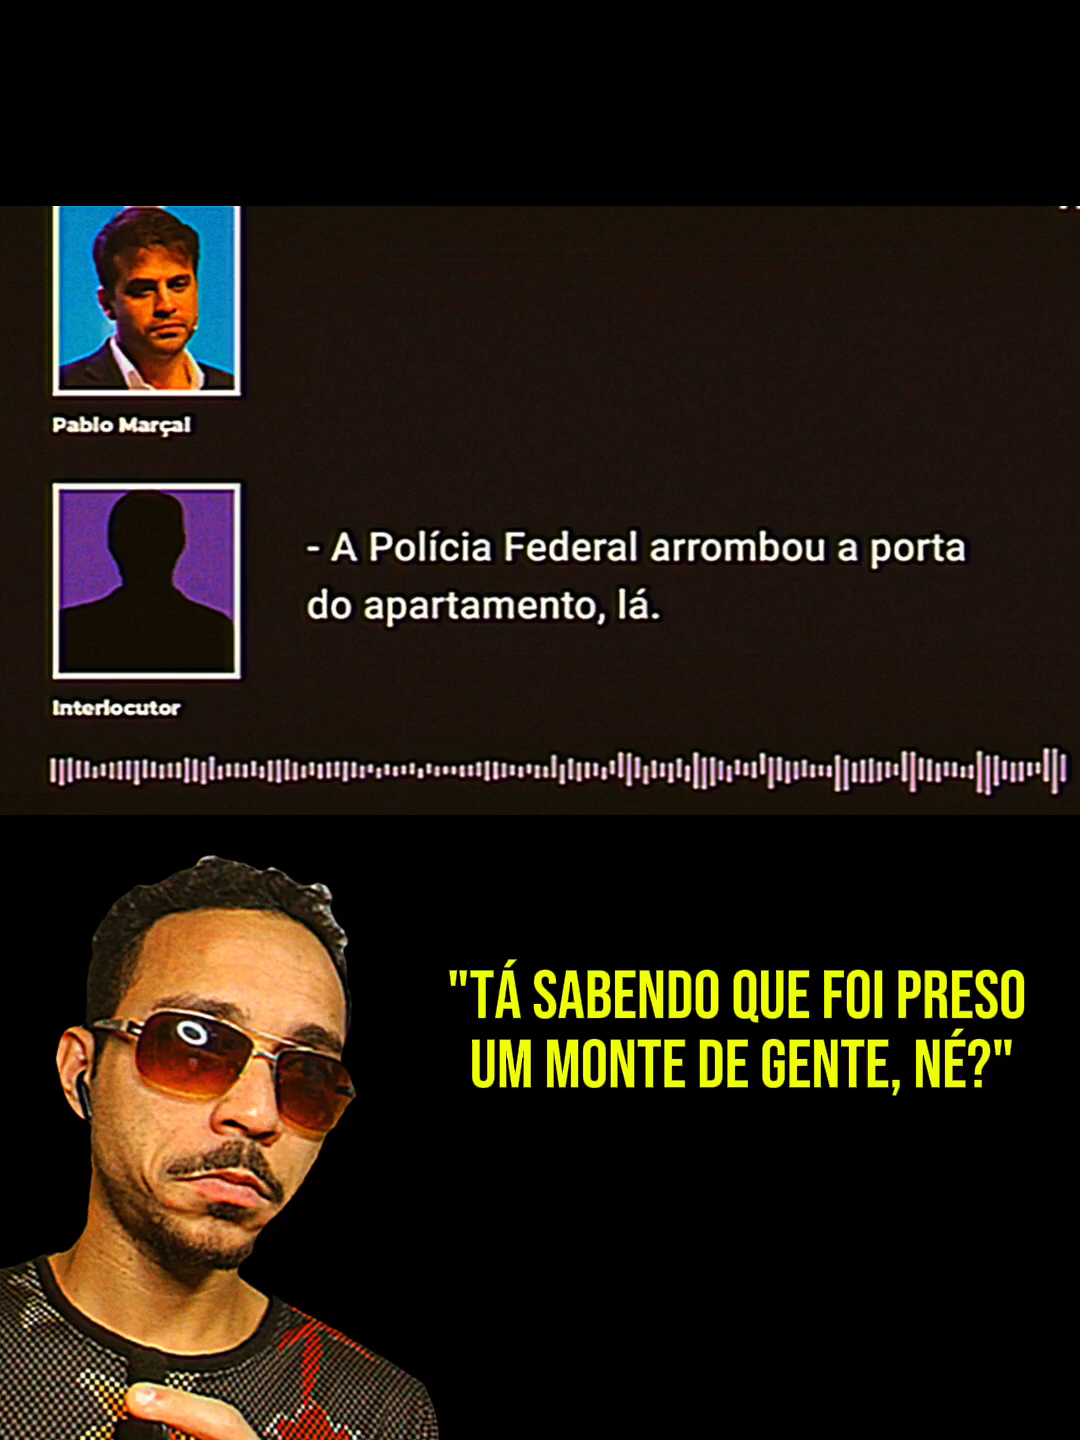 Pablo Marçal
- A Polícia Federal arrombou a porta
do apartamento, lá.
Interlocutor
"TÁ SABENDO QUE FOI PRESO
UM MONTE DE GENTE, NÉ?"